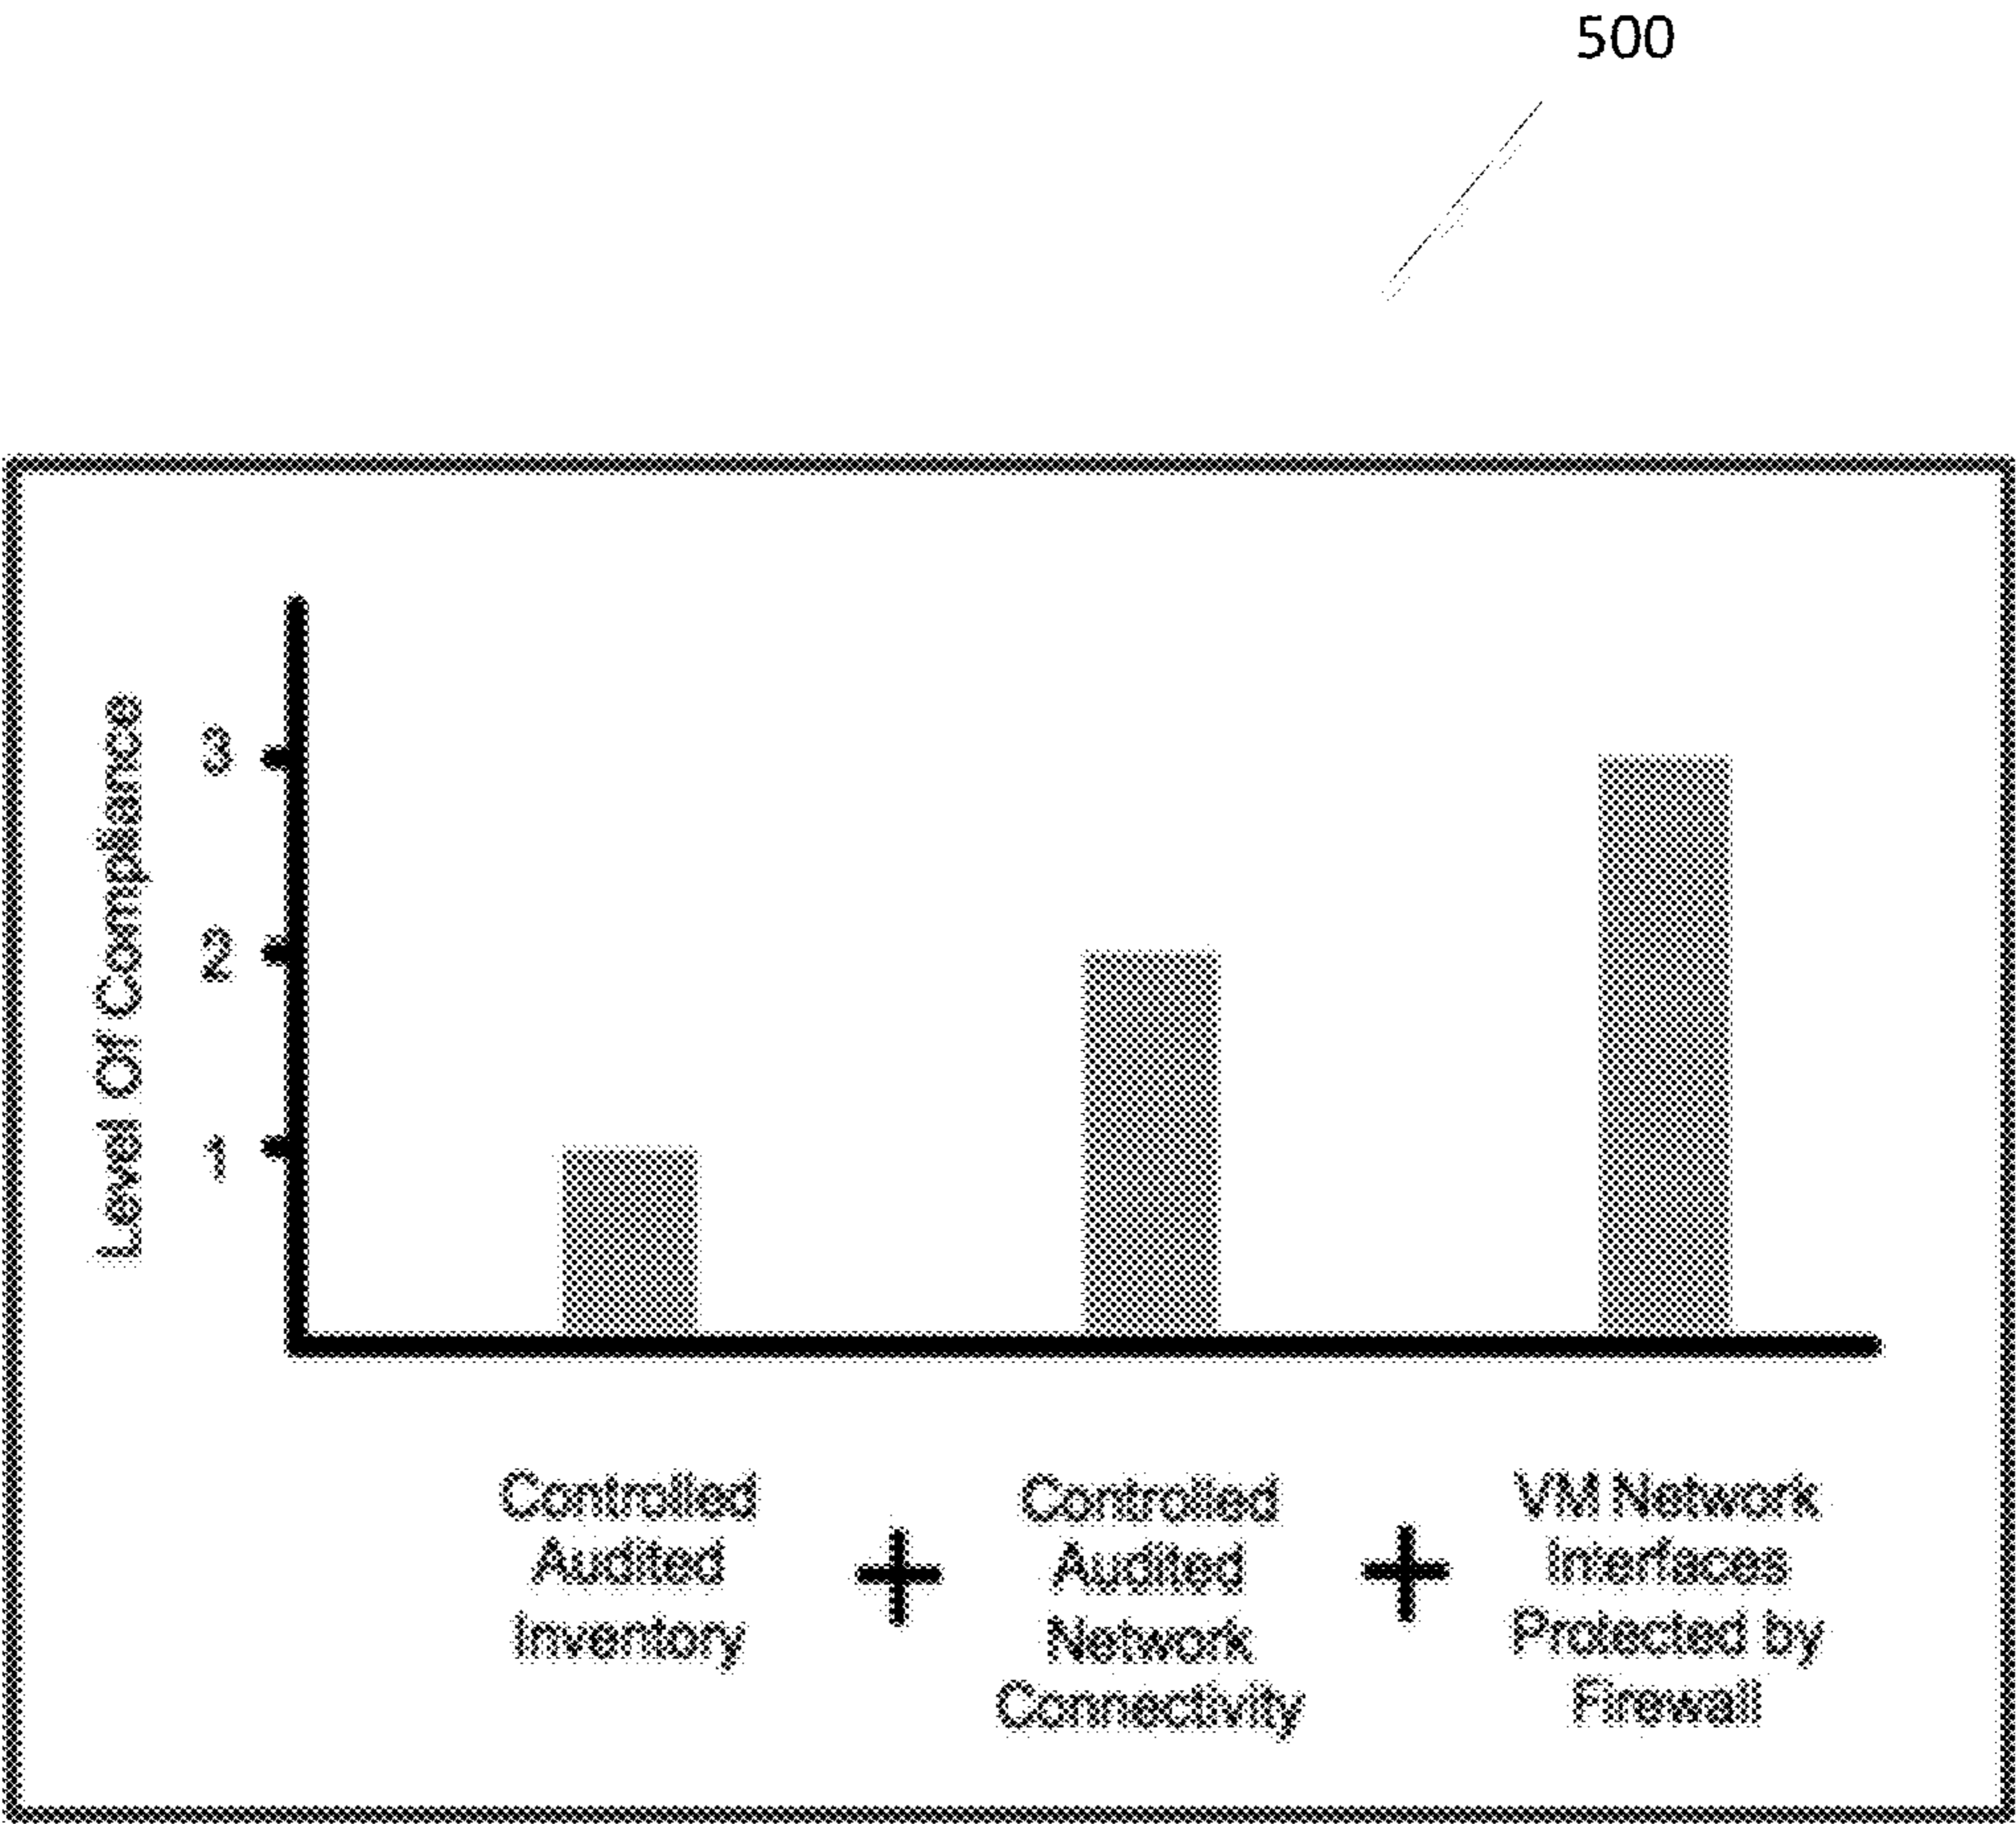 500
Level Of Compliance
3
2
1
Controlled
Audited
Inventory
+
Controlled
Audited
Network
Connectivity
+
VM Network
Interfaces
Protected by
Firewall